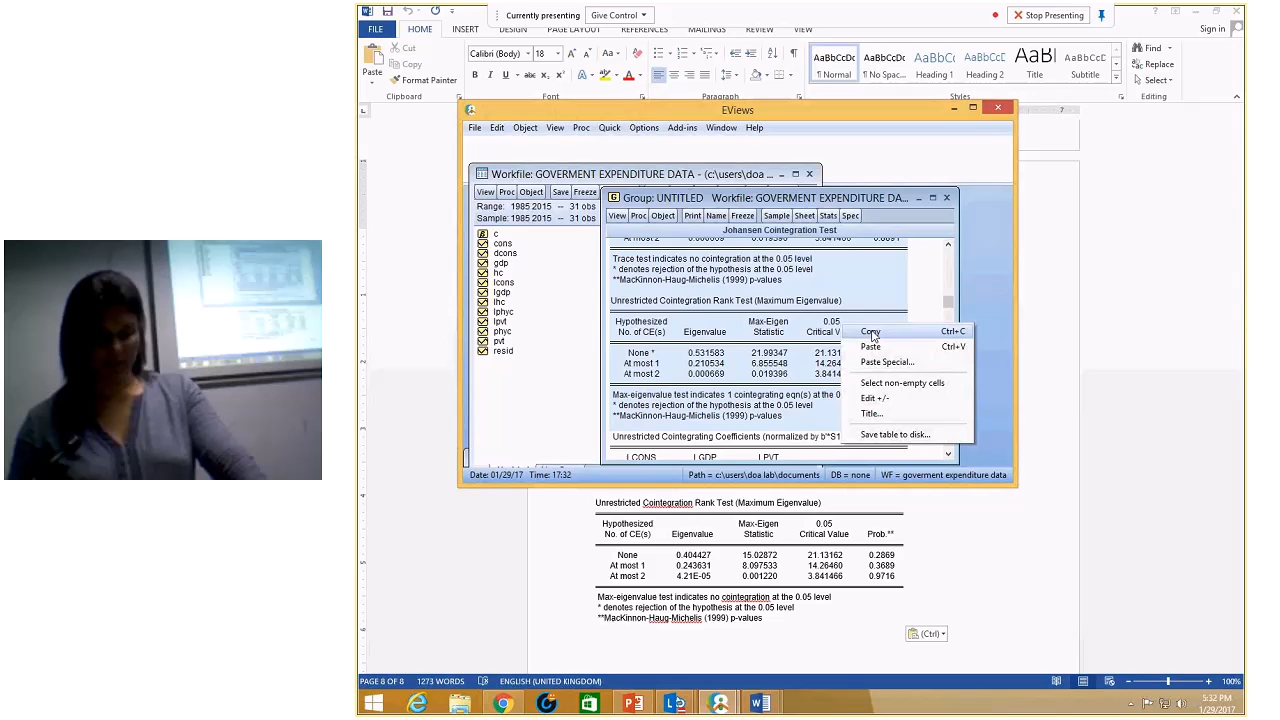 Currently presenting
Give Control
Stop Presenting
FILE
HOME
INSERT
DESIGN
PAGE LAYOUT
REFERENCES
MAILINGS
REVIEW
VIEW
Sign in
Paste
Cut
Copy
Format Painter
Clipboard
Calibri (Body)
18
Font
Paragraph
AaBbCcDc
¶ Normal
AaBbCcDc
¶ No Spac...
AaBbCc
Heading 1
AaBbCcC
Heading 2
AaBl
Title
AaBbCcC
Subtitle
Styles
Find
Replace
Select
Editing
EViews
File Edit Object View Proc Quick Options Add-ins Window Help
Workfile: GOVERMENT EXPENDITURE DATA - (c:\users\doa ...
View Proc Object Save Freeze
Range: 1985 2015 -- 31 obs
Sample: 1985 2015 -- 31 obs
c
cons
dcons
gdp
hc
lcons
lgdp
lhc
lphyc
lpvt
phyc
pvt
resid
Group: UNTITLED Workfile: GOVERMENT EXPENDITURE DA...
View Proc Object Print Name Freeze Sample Sheet Stats Spec
Johansen Cointegration Test
Trace test indicates no cointegration at the 0.05 level
* denotes rejection of the hypothesis at the 0.05 level
**MacKinnon-Haug-Michelis (1999) p-values
Unrestricted Cointegration Rank Test (Maximum Eigenvalue)
Hypothesized Max-Eigen 0.05
No. of CE(s) Eigenvalue Statistic Critical V
None * 0.531583 21.99347 21.131
At most 1 0.210534 6.855548 14.264
At most 2 0.000669 0.019396 3.8414
Max-eigenvalue test indicates 1 cointegrating eqn(s) at the 0
* denotes rejection of the hypothesis at the 0.05
**MacKinnon-Haug-Michelis (1999) p-values
Unrestricted Cointegrating Coefficients (normalized by b'*S1
LCONS LGDP LPVT
Copy Ctrl+C
Paste Ctrl+V
Paste Special...
Select non-empty cells
Edit +/-
Title...
Save table to disk...
Date: 01/29/17 Time: 17:32
Path = c:\users\doa lab\documents DB = none WF = goverment expenditure data
Unrestricted Cointegration Rank Test (Maximum Eigenvalue)
Hypothesized Max-Eigen 0.05
No. of CE(s) Eigenvalue Statistic Critical Value Prob.**
None 0.404427 15.02872 21.13162 0.2869
At most 1 0.243631 8.097533 14.26460 0.3689
At most 2 4.21E-05 0.001220 3.841466 0.9716
Max-eigenvalue test indicates no cointegration at the 0.05 level
* denotes rejection of the hypothesis at the 0.05 level
**MacKinnon-Haug-Michelis (1999) p-values
(Ctrl)
PAGE 8 OF 8 1273 WORDS ENGLISH (UNITED KINGDOM) 100%
5:32 PM
1/29/2017